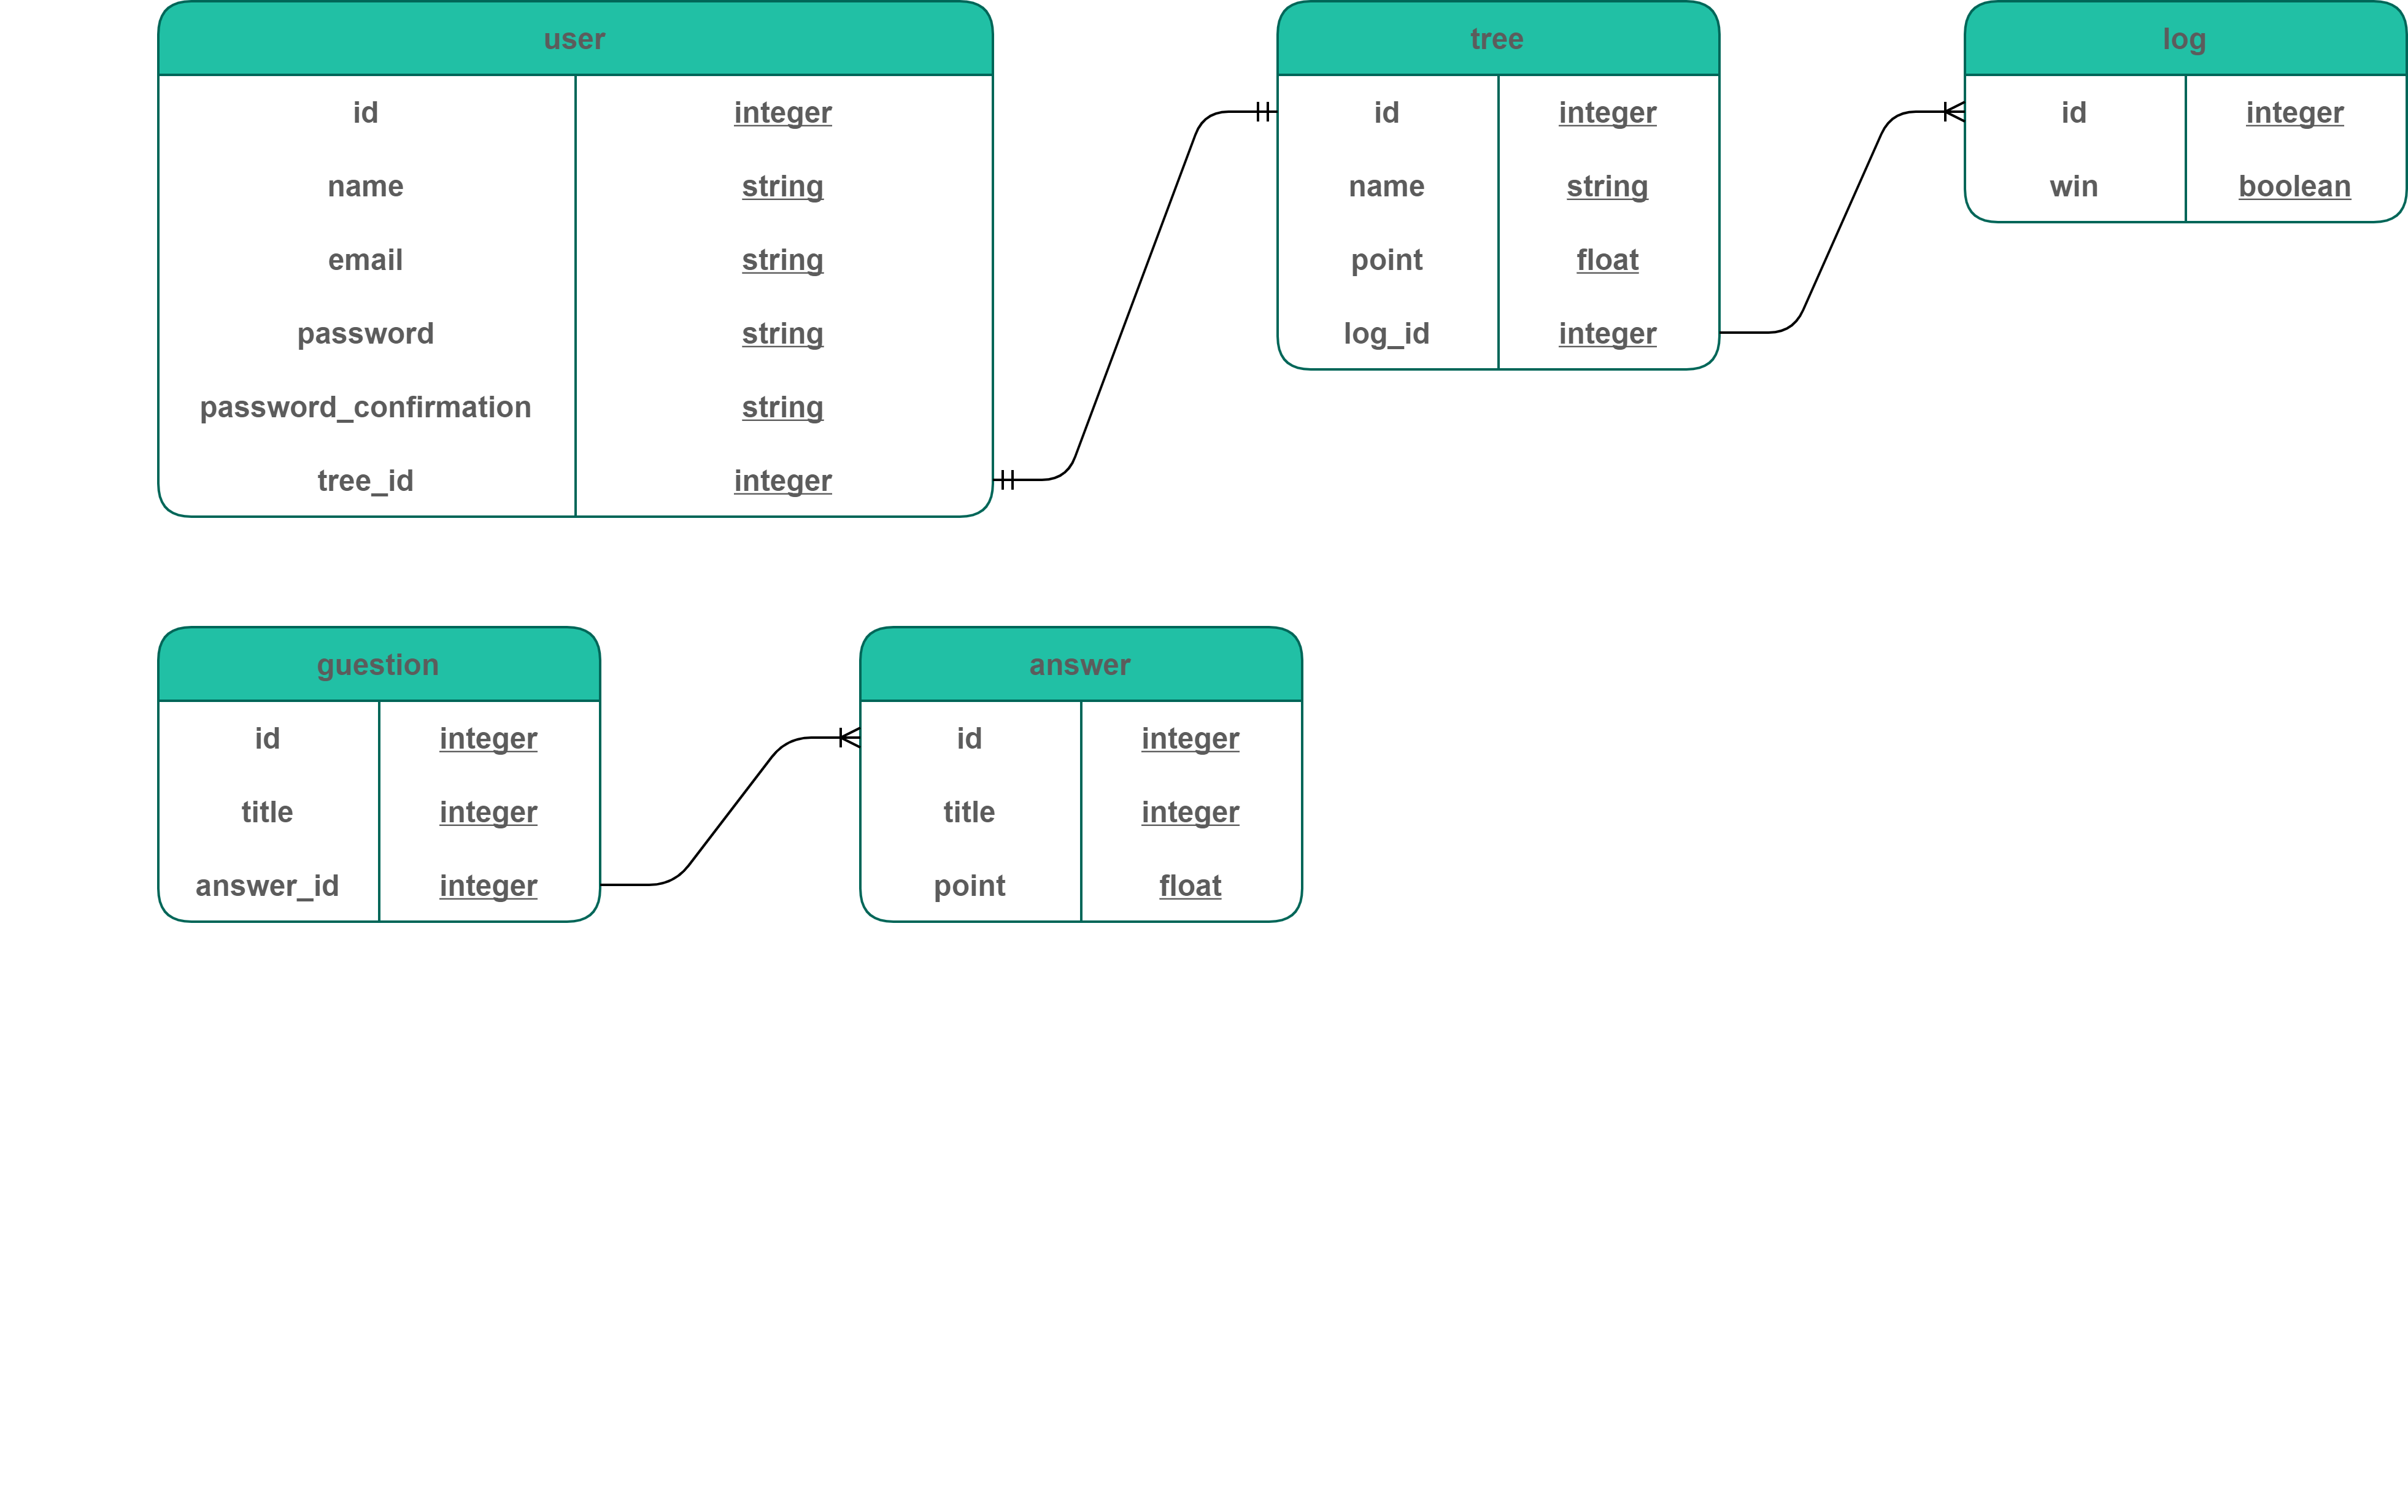 user
id integer
name string
email string
password string
password_confirmation string
tree_id integer
tree
id integer
name string
point float
log_id integer
log
id integer
win boolean
guestion
id integer
title integer
answer_id integer
answer
id integer
title integer
point float